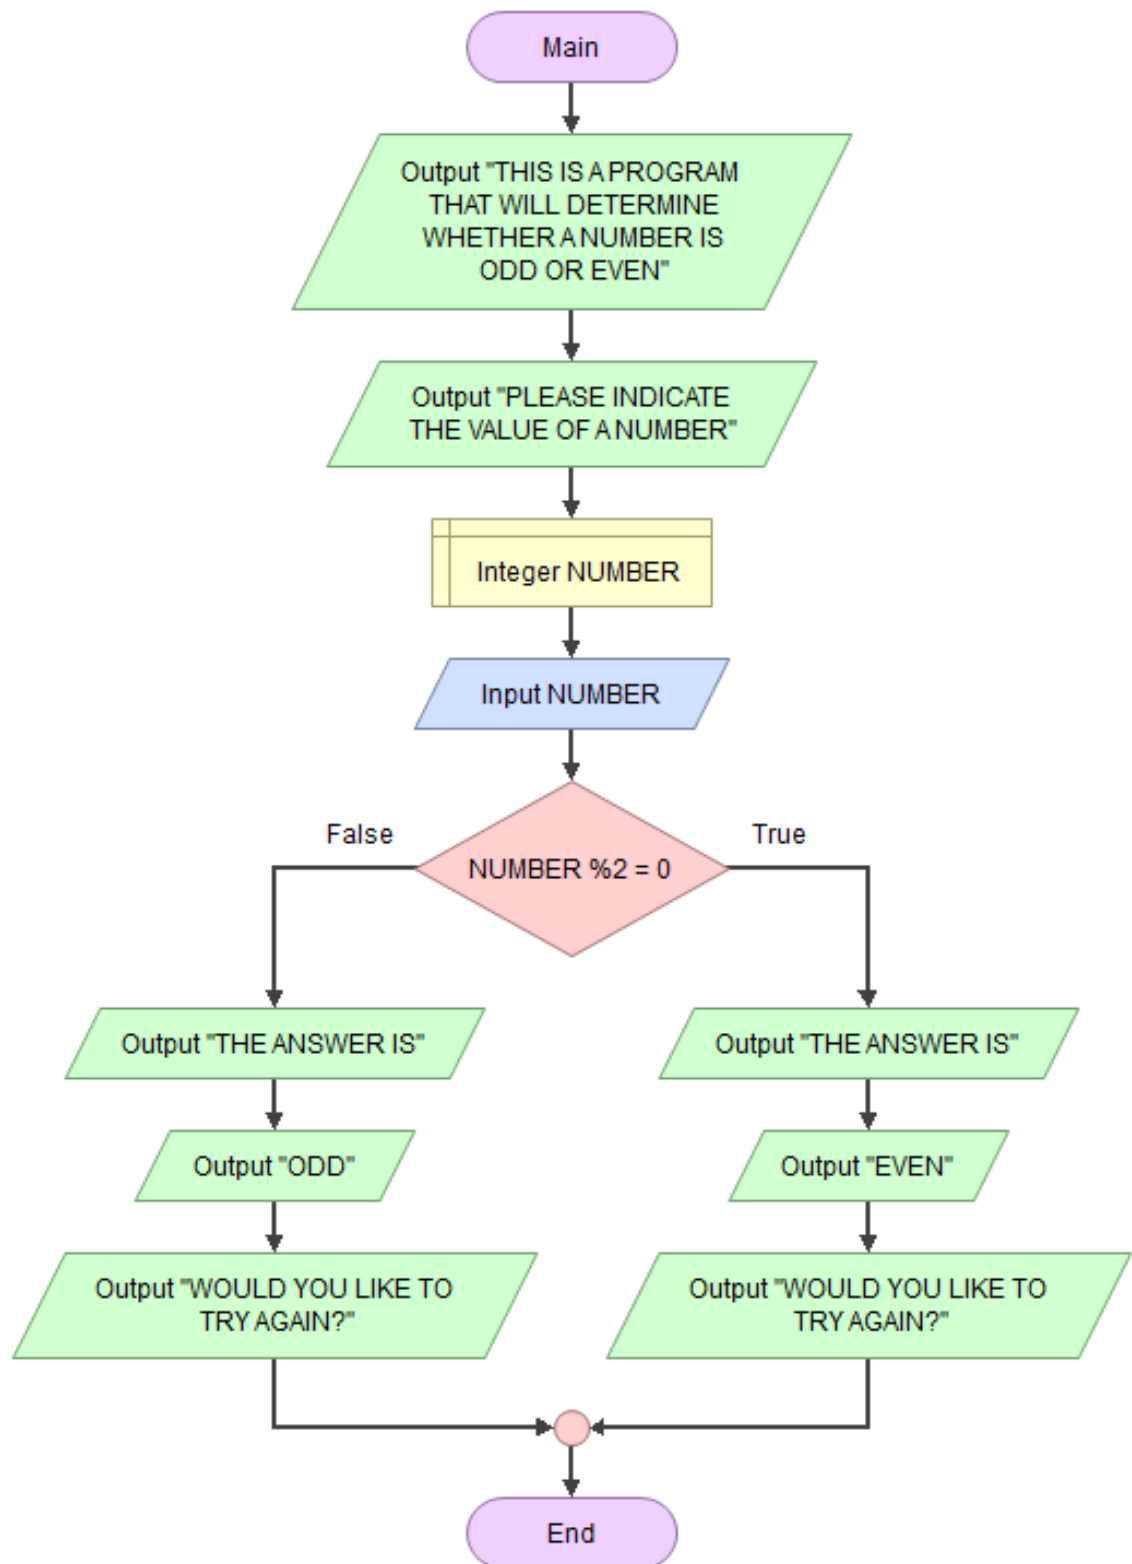 Main
Output "THIS IS A PROGRAM
THAT WILL DETERMINE
WHETHER A NUMBER IS
ODD OR EVEN"
Output "PLEASE INDICATE
THE VALUE OF A NUMBER"
Integer NUMBER
Input NUMBER
NUMBER %2 = 0
False
True
Output "THE ANSWER IS"
Output "ODD"
Output "WOULD YOU LIKE TO
TRY AGAIN?"
Output "THE ANSWER IS"
Output "EVEN"
Output "WOULD YOU LIKE TO
TRY AGAIN?"
End